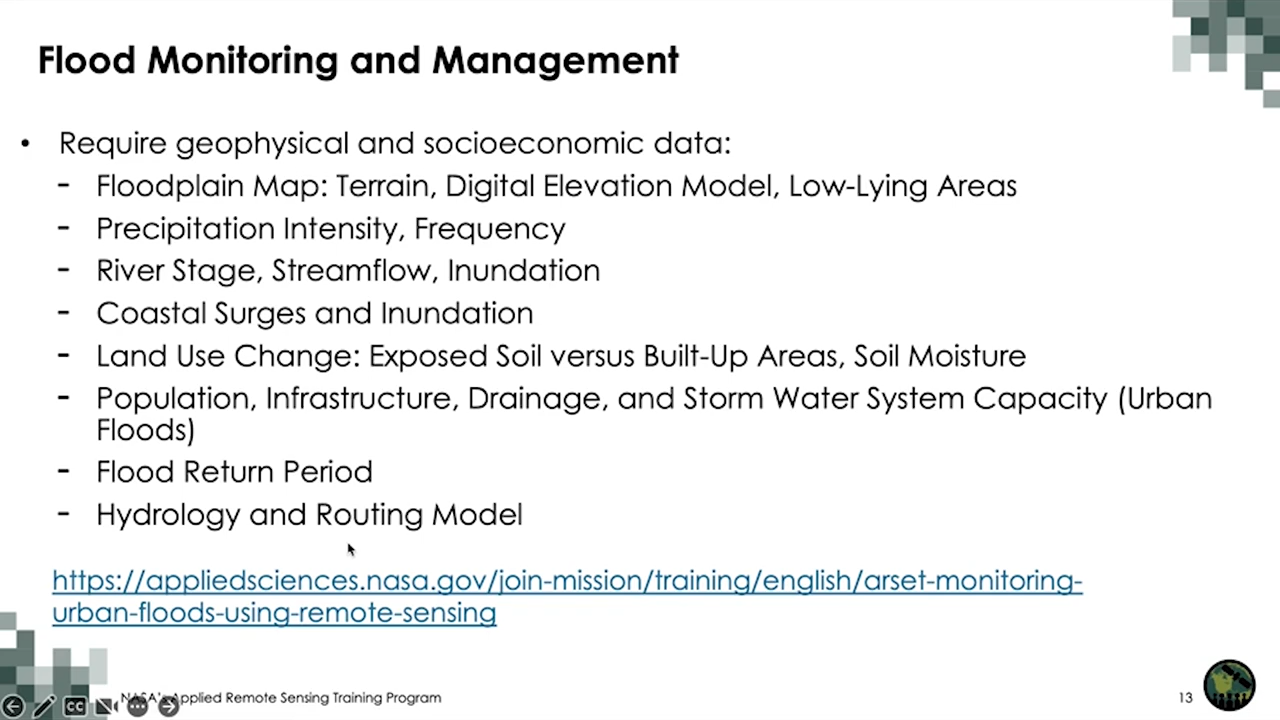 Flood Monitoring and Management
• Require geophysical and socioeconomic data:
- Floodplain Map: Terrain, Digital Elevation Model, Low-Lying Areas
- Precipitation Intensity, Frequency
- River Stage, Streamflow, Inundation
- Coastal Surges and Inundation
- Land Use Change: Exposed Soil versus Built-Up Areas, Soil Moisture
- Population, Infrastructure, Drainage, and Storm Water System Capacity (Urban
Floods)
- Flood Return Period
- Hydrology and Routing Model
https://appliedsciences.nasa.gov/join-mission/training/english/arset-monitoring-
urban-floods-using-remote-sensing
CC
NASA's Applied Remote Sensing Training Program
13